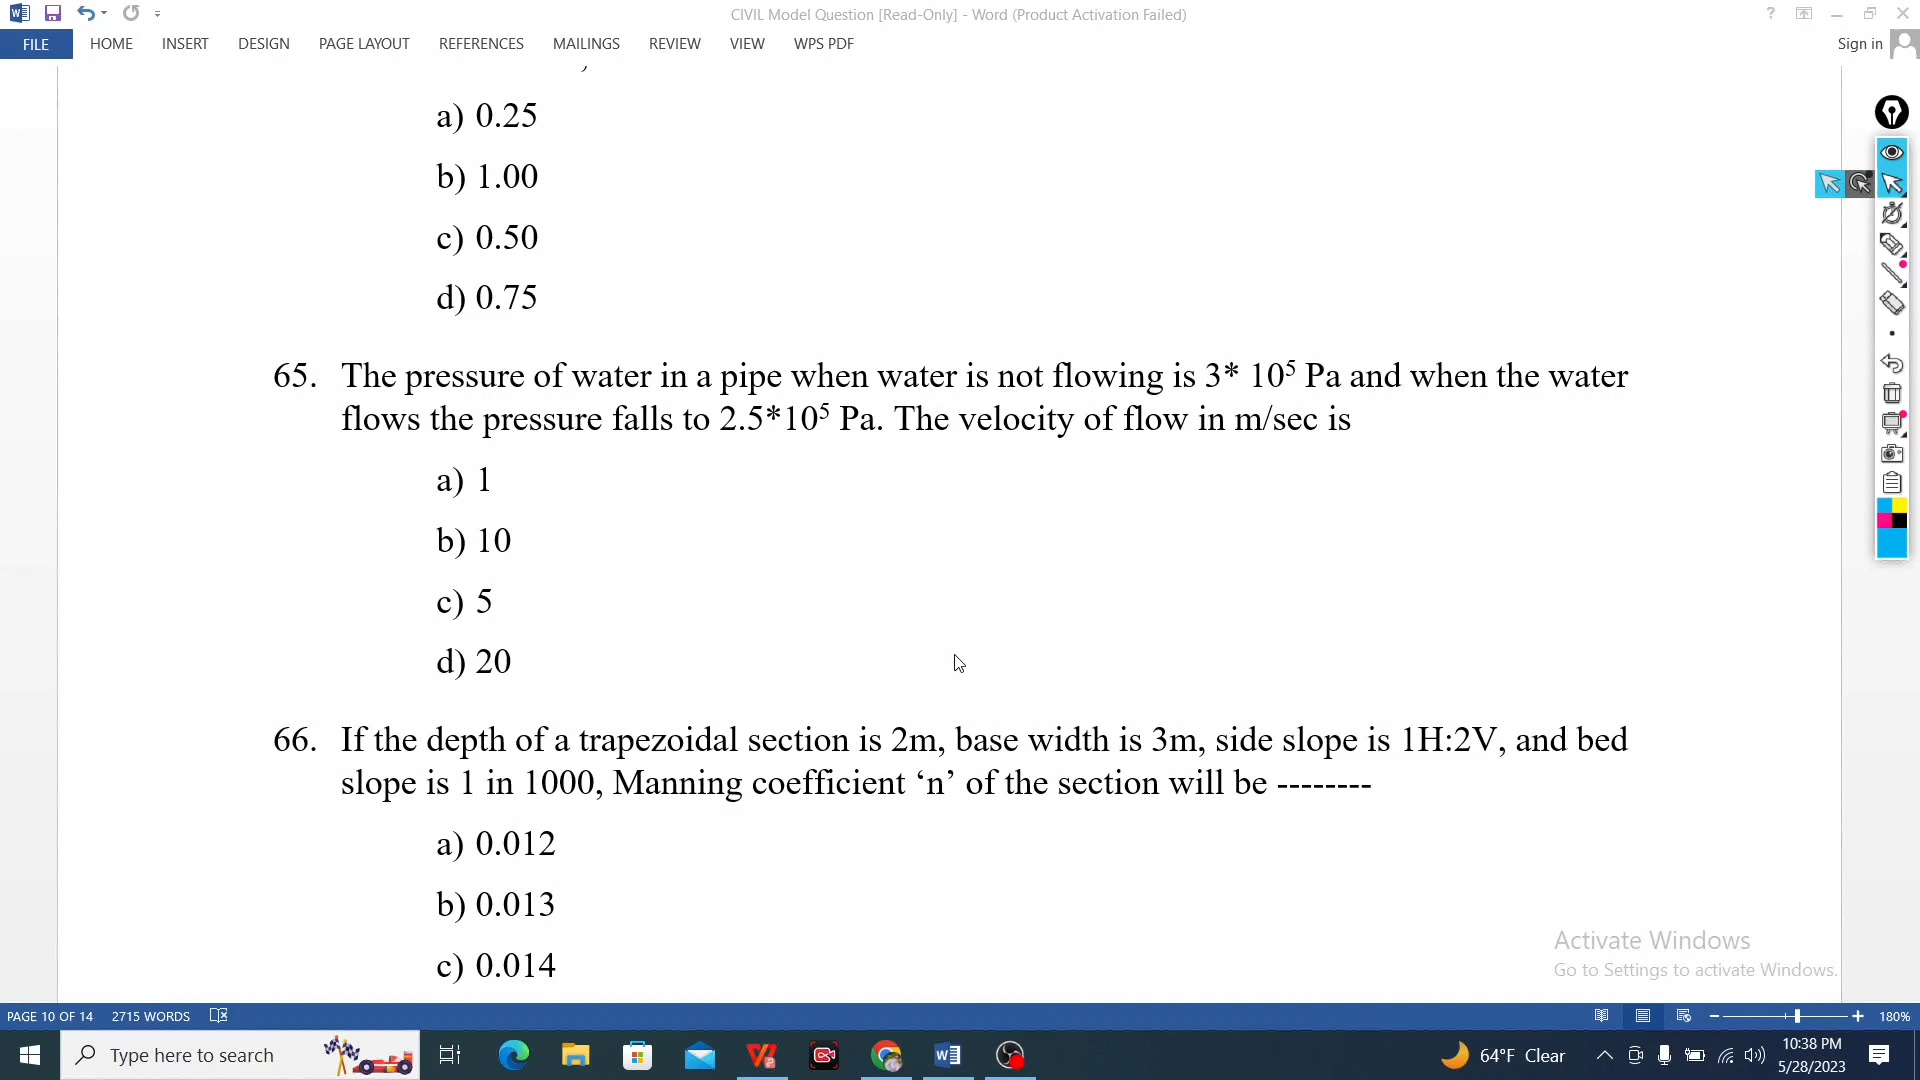 CIVIL Model Question [Read-Only] - Word (Product Activation Failed)
FILE HOME INSERT DESIGN PAGE LAYOUT REFERENCES MAILINGS REVIEW VIEW WPS PDF Sign in
a) 0.25
b) 1.00
c) 0.50
d) 0.75
65. The pressure of water in a pipe when water is not flowing is 3* 10⁵ Pa and when the water
flows the pressure falls to 2.5*10⁵ Pa. The velocity of flow in m/sec is
a) 1
b) 10
c) 5
d) 20
66. If the depth of a trapezoidal section is 2m, base width is 3m, side slope is 1H:2V, and bed
slope is 1 in 1000, Manning coefficient ‘n’ of the section will be --------
a) 0.012
b) 0.013
c) 0.014
Activate Windows
Go to Settings to activate Windows.
PAGE 10 OF 14 2715 WORDS 180%
Type here to search 64°F Clear 10:38 PM
5/28/2023